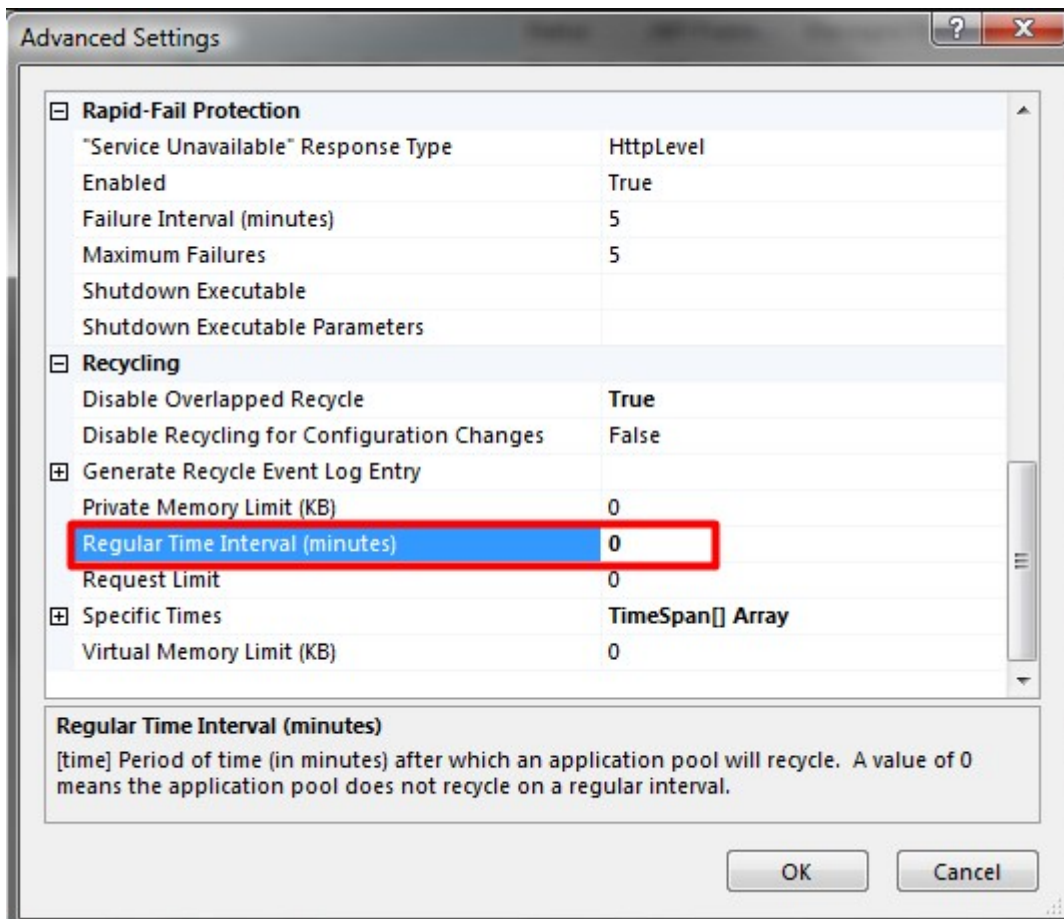 Advanced Settings
Rapid-Fail Protection
"Service Unavailable" Response Type HttpLevel
Enabled True
Failure Interval (minutes) 5
Maximum Failures 5
Shutdown Executable
Shutdown Executable Parameters
Recycling
Disable Overlapped Recycle True
Disable Recycling for Configuration Changes False
Generate Recycle Event Log Entry
Private Memory Limit (KB) 0
Regular Time Interval (minutes) 0
Request Limit 0
Specific Times TimeSpan[] Array
Virtual Memory Limit (KB) 0
Regular Time Interval (minutes)
[time] Period of time (in minutes) after which an application pool will recycle. A value of 0
means the application pool does not recycle on a regular interval.
OK Cancel